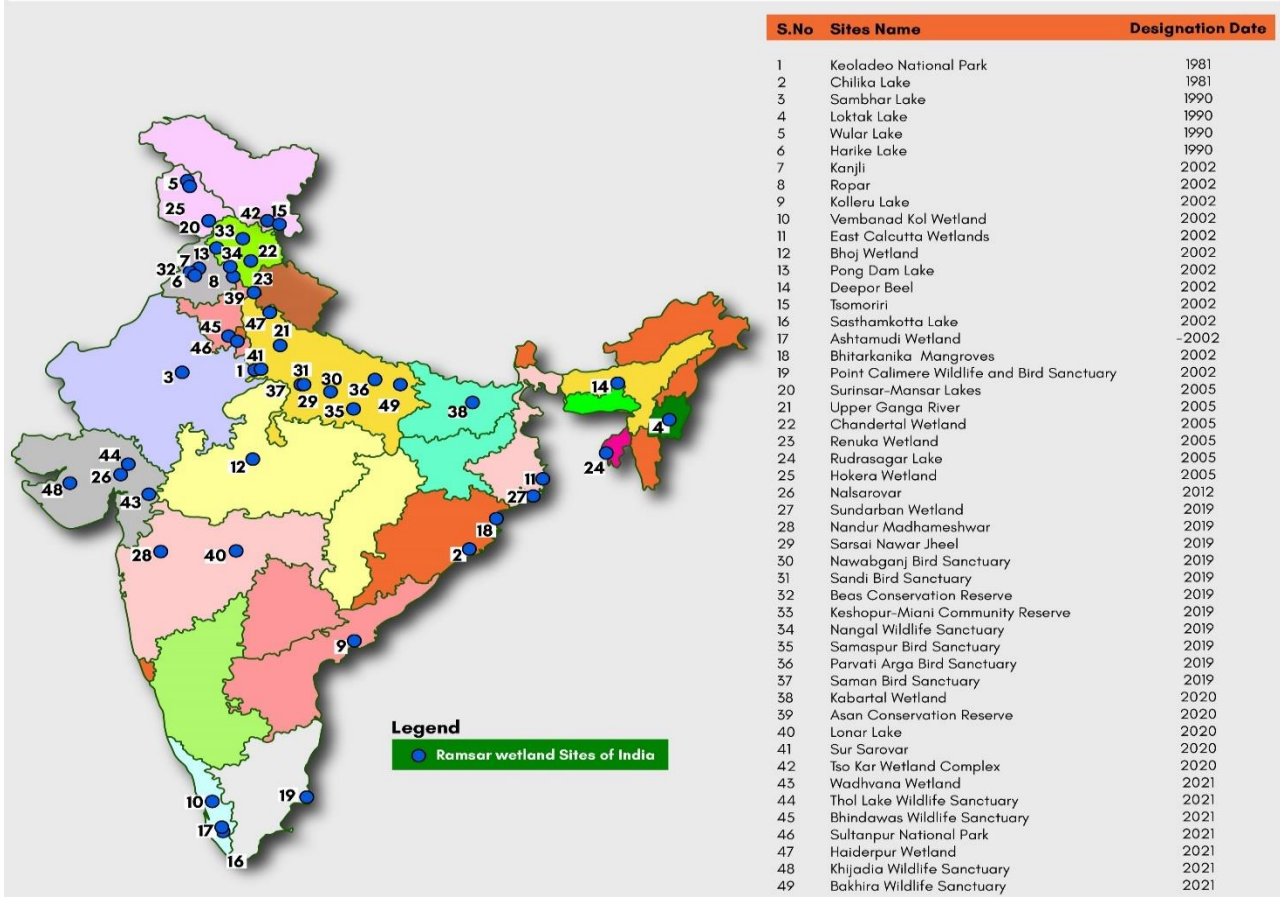 S.No Sites Name Designation Date
1 Keoladeo National Park 1981
2 Chilika Lake 1981
3 Sambhar Lake 1990
4 Loktak Lake 1990
5 Wular Lake 1990
6 Harike Lake 1990
7 Kanjli 2002
8 Ropar 2002
9 Kolleru Lake 2002
10 Vembanad Kol Wetland 2002
11 East Calcutta Wetlands 2002
12 Bhoj Wetland 2002
13 Pong Dam Lake 2002
14 Deepor Beel 2002
15 Tsomoriri 2002
16 Sasthamkotta Lake 2002
17 Ashtamudi Wetland -2002
18 Bhitarkanika Mangroves 2002
19 Point Calimere Wildlife and Bird Sanctuary 2002
20 Surinsar-Mansar Lakes 2005
21 Upper Ganga River 2005
22 Chandertal Wetland 2005
23 Renuka Wetland 2005
24 Rudrasagar Lake 2005
25 Hokera Wetland 2005
26 Nalsarovar 2012
27 Sundarban Wetland 2019
28 Nandur Madhameshwar 2019
29 Sarsai Nawar Jheel 2019
30 Nawabganj Bird Sanctuary 2019
31 Sandi Bird Sanctuary 2019
32 Beas Conservation Reserve 2019
33 Keshopur-Miani Community Reserve 2019
34 Nangal Wildlife Sanctuary 2019
35 Samaspur Bird Sanctuary 2019
36 Parvati Arga Bird Sanctuary 2019
37 Saman Bird Sanctuary 2019
38 Kabartal Wetland 2020
39 Asan Conservation Reserve 2020
40 Lonar Lake 2020
41 Sur Sarovar 2020
42 Tso Kar Wetland Complex 2020
43 Wadhvana Wetland 2021
44 Thol Lake Wildlife Sanctuary 2021
45 Bhindawas Wildlife Sanctuary 2021
46 Sultanpur National Park 2021
47 Haiderpur Wetland 2021
48 Khijadia Wildlife Sanctuary 2021
49 Bakhira Wildlife Sanctuary 2021
5
25
42 15
20
33
13 34 22
7
32
6 8
23
39
47
45
21
46
41
1
3
31
30
37
29
36
49
35
38
14
4
24
12
44
26
48
43
11
27
18
2
28
40
9
19
10
17
16
Legend
Ramsar wetland Sites of India